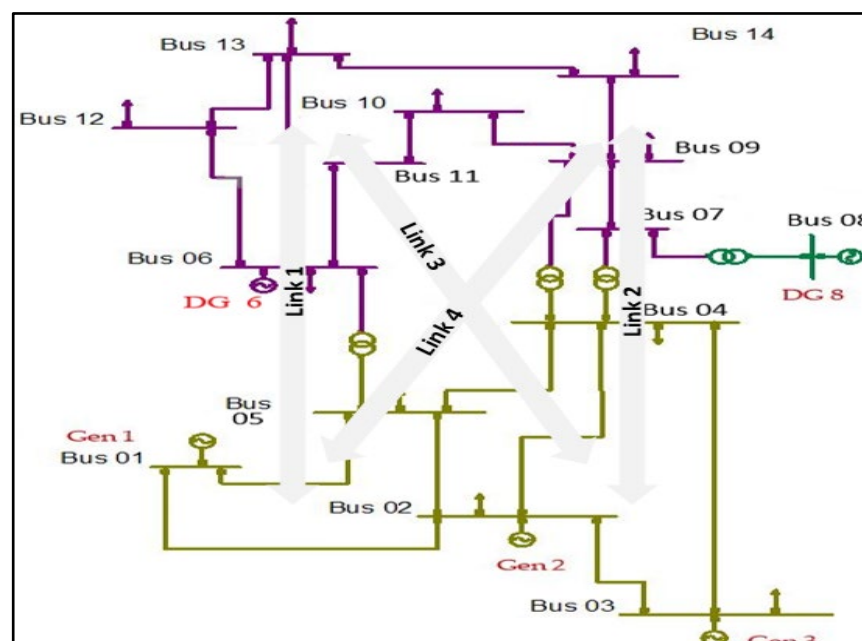 Bus 13
Bus 14
Bus 10
Bus 12
Bus 09
Bus 11
Bus 07
Bus 08
Bus 06
Link 3
DG 6
Link 1
Link 2
DG 8
Link 4
Bus 04
Bus
05
Gen 1
Bus 01
Bus 02
Gen 2
Bus 03
Gen 3